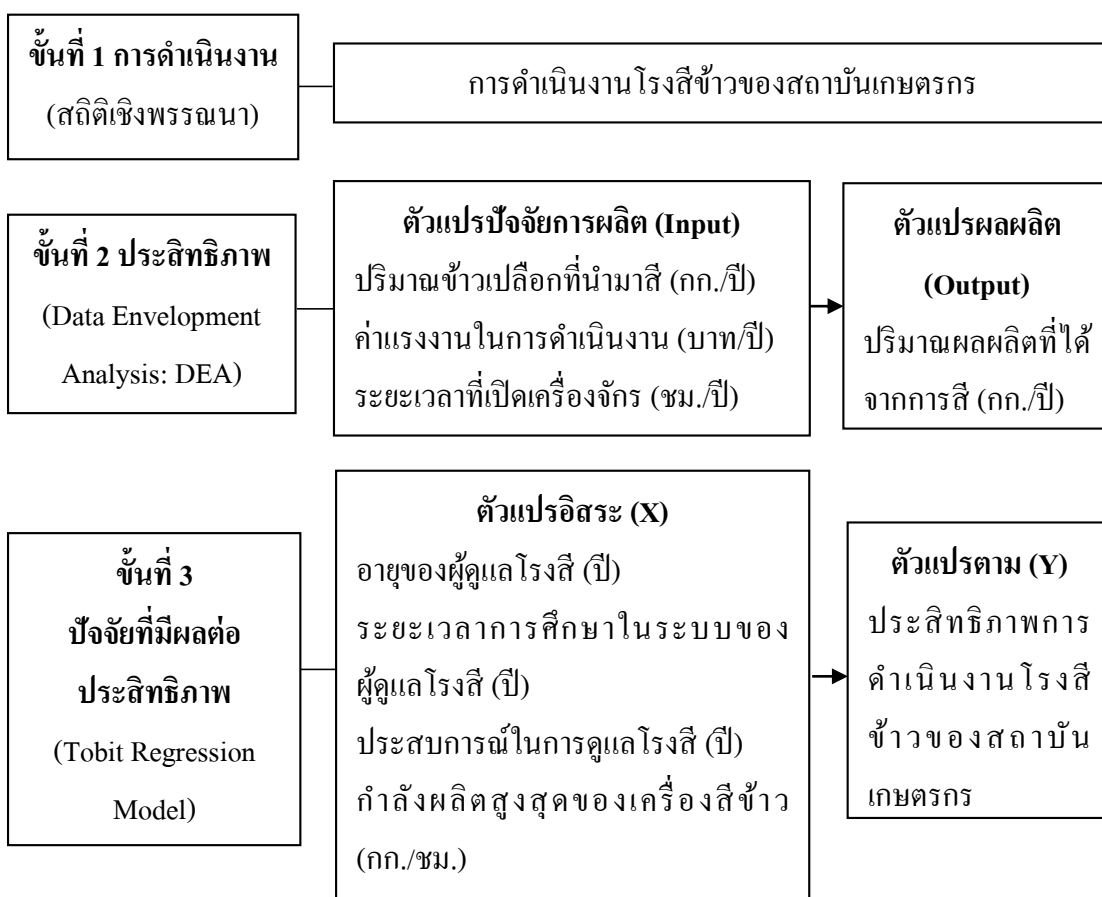 ขั้นที่ 1 การดำเนินงาน
(สถิติเชิงพรรณนา)
การดำเนินงานโรงสีข้าวของสถาบันเกษตรกร
ขั้นที่ 2 ประสิทธิภาพ
(Data Envelopment
Analysis: DEA)
ตัวแปรปัจจัยการผลิต (Input)
ปริมาณข้าวเปลือกที่นำมาสี (กก./ปี)
ค่าแรงงานในการดำเนินงาน (บาท/ปี)
ระยะเวลาที่เปิดเครื่องจักร (ชม./ปี)
ตัวแปรผลผลิต
(Output)
ปริมาณผลผลิตที่ได้
จากการสี (กก./ปี)
ขั้นที่ 3
ปัจจัยที่มีผลต่อ
ประสิทธิภาพ
(Tobit Regression
Model)
ตัวแปรอิสระ (X)
อายุของผู้ดูแลโรงสี (ปี)
ระยะเวลาการศึกษาในระบบของ
ผู้ดูแลโรงสี (ปี)
ประสบการณ์ในการดูแลโรงสี (ปี)
กำลังผลิตสูงสุดของเครื่องสีข้าว
(กก./ชม.)
ตัวแปรตาม (Y)
ประสิทธิภาพการ
ดำเนินงานโรงสี
ข้าวของสถาบัน
เกษตรกร